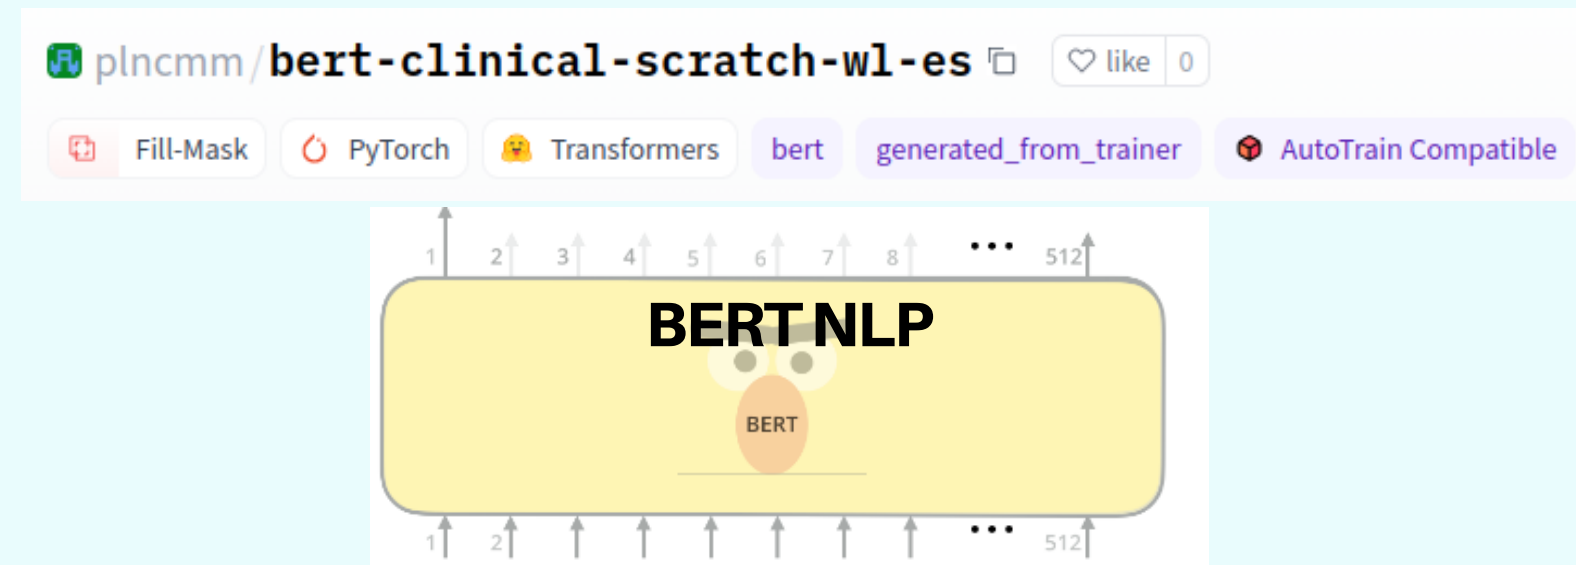 plncmm/bert-clinical-scratch-wl-es like 0
Fill-Mask PyTorch Transformers bert generated_from_trainer AutoTrain Compatible
1 2 3 4 5 6 7 8 ••• 512
BERT NLP
BERT
1 2 ••• 512